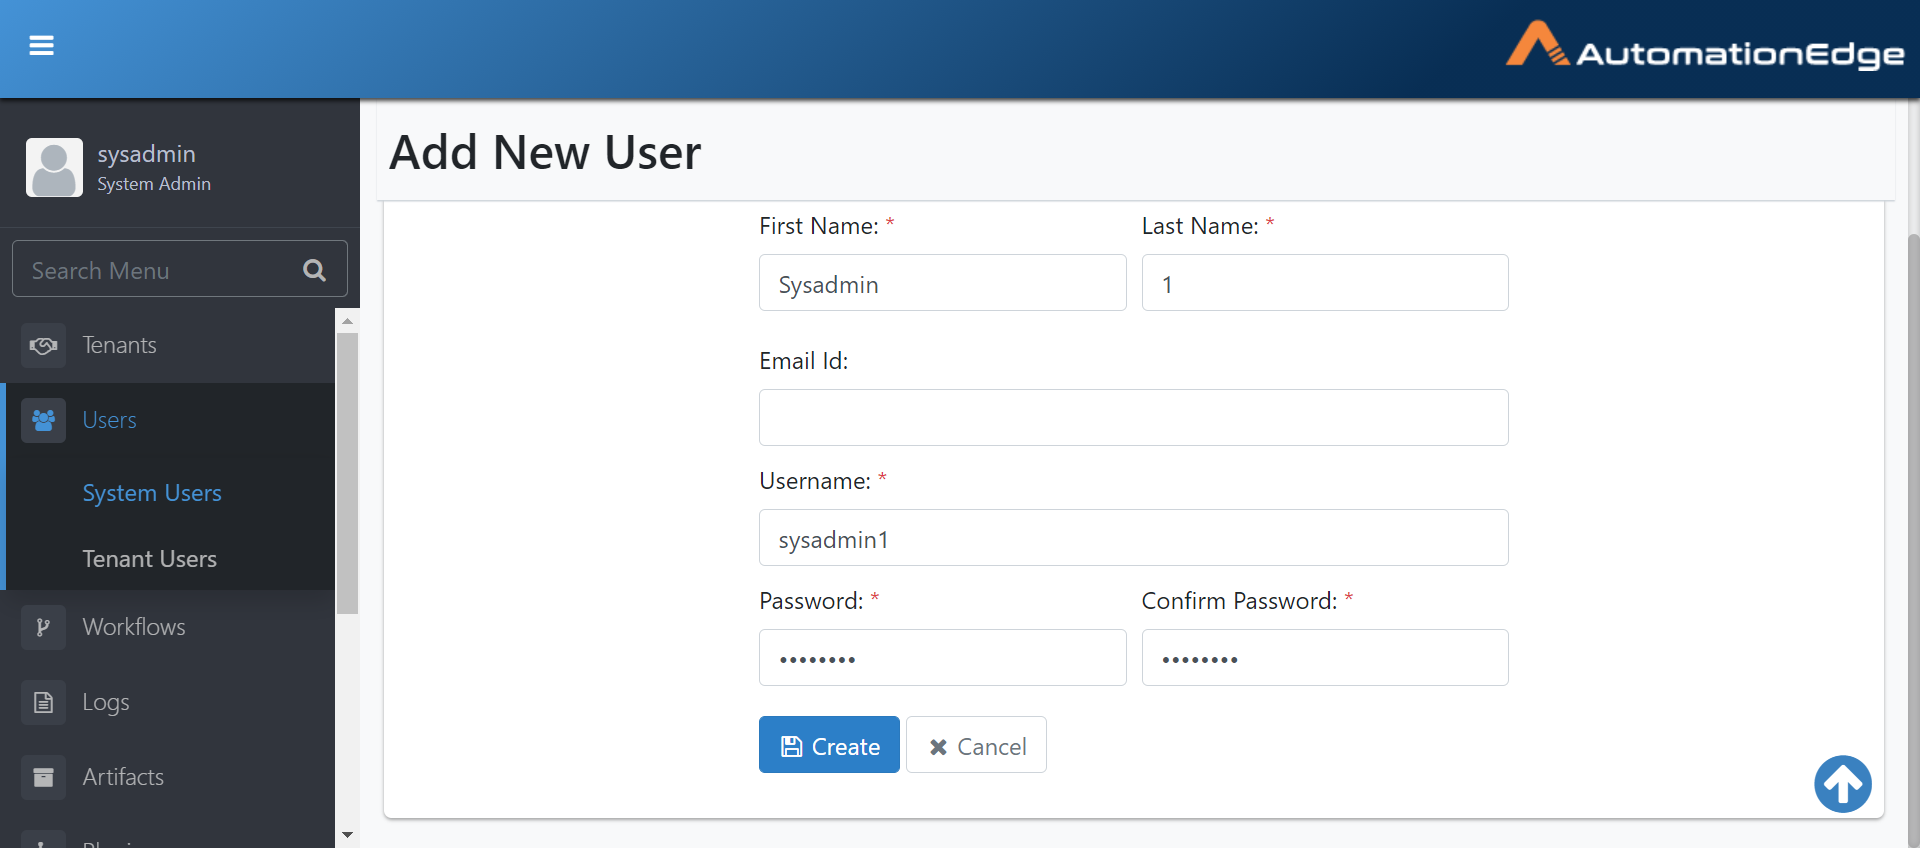 AutomationEdge
sysadmin
System Admin
Search Menu
Tenants
Users
System Users
Tenant Users
Workflows
Logs
Artifacts
Add New User
First Name: *
Last Name: *
Sysadmin
1
Email Id:
Username: *
sysadmin1
Password: *
Confirm Password: *
••••••••
••••••••
Create
Cancel